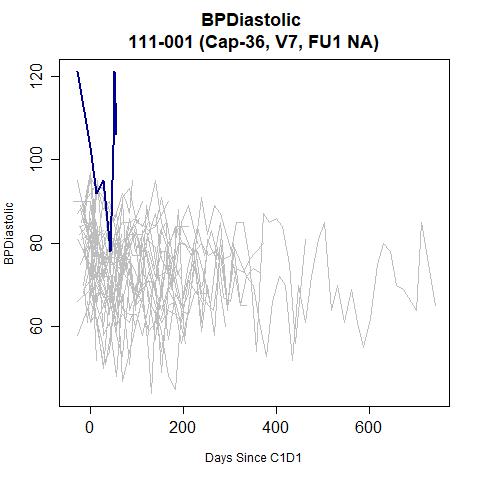 BPDiastolic
111-001 (Cap-36, V7, FU1 NA)
120
100
80
60
BPDiastolic
0 200 400 600
Days Since C1D1